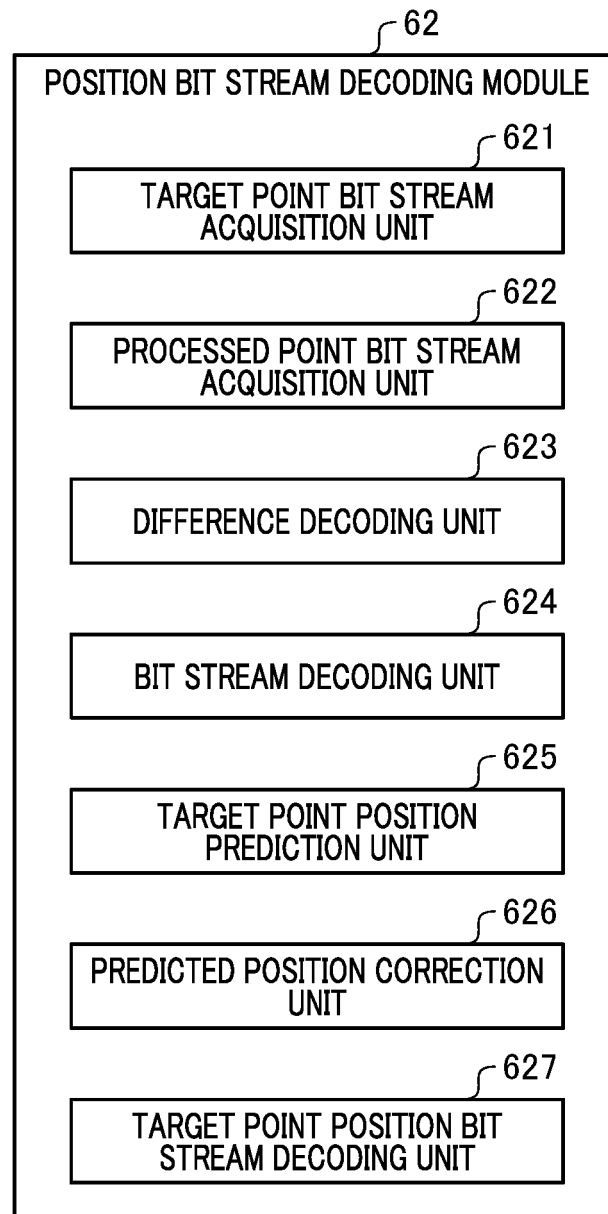 62
POSITION BIT STREAM DECODING MODULE
621
TARGET POINT BIT STREAM
ACQUISITION UNIT
622
PROCESSED POINT BIT STREAM
ACQUISITION UNIT
623
DIFFERENCE DECODING UNIT
624
BIT STREAM DECODING UNIT
625
TARGET POINT POSITION
PREDICTION UNIT
626
PREDICTED POSITION CORRECTION
UNIT
627
TARGET POINT POSITION BIT
STREAM DECODING UNIT